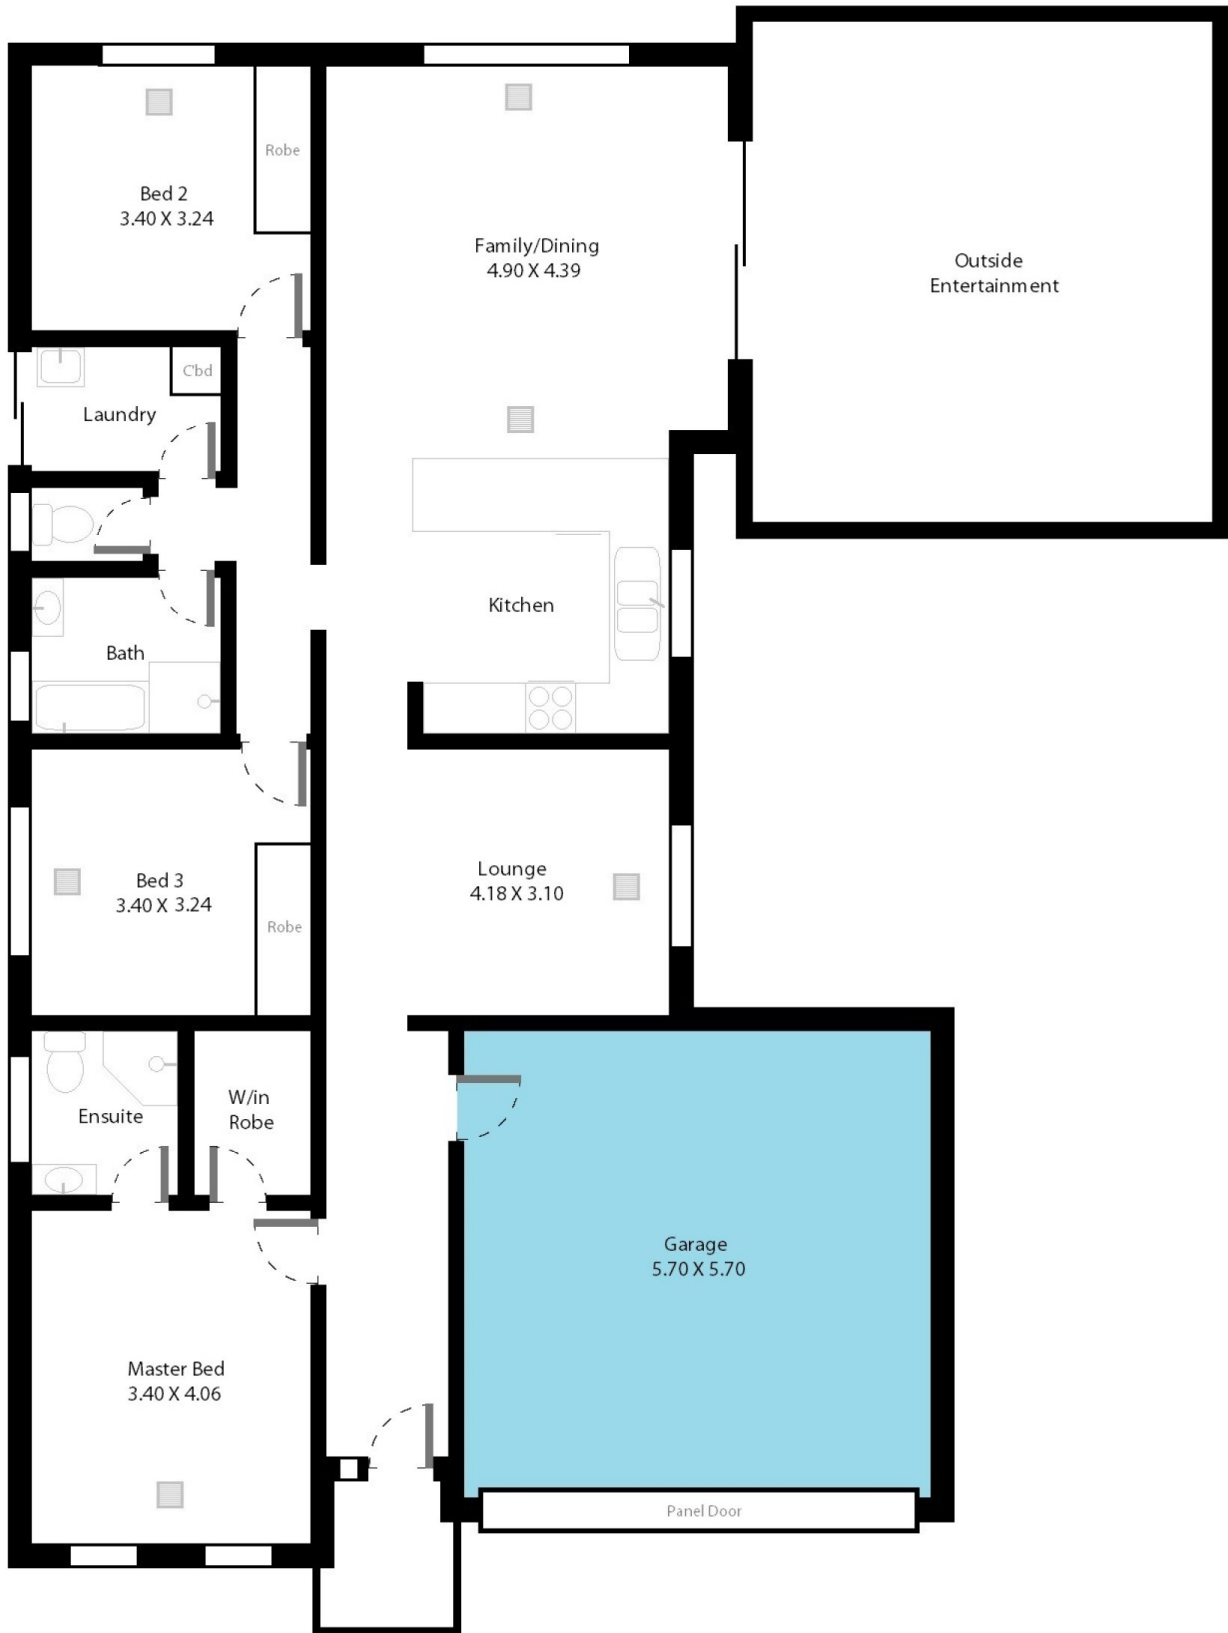 Robe
Bed 2
3.40 X 3.24
Family/Dining
4.90 X 4.39
Outside
Entertainment
C'bd
Laundry
Kitchen
Bath
Bed 3
3.40 X 3.24
Robe
Lounge
4.18 X 3.10
Ensuite
W/in
Robe
Garage
5.70 X 5.70
Master Bed
3.40 X 4.06
Panel Door